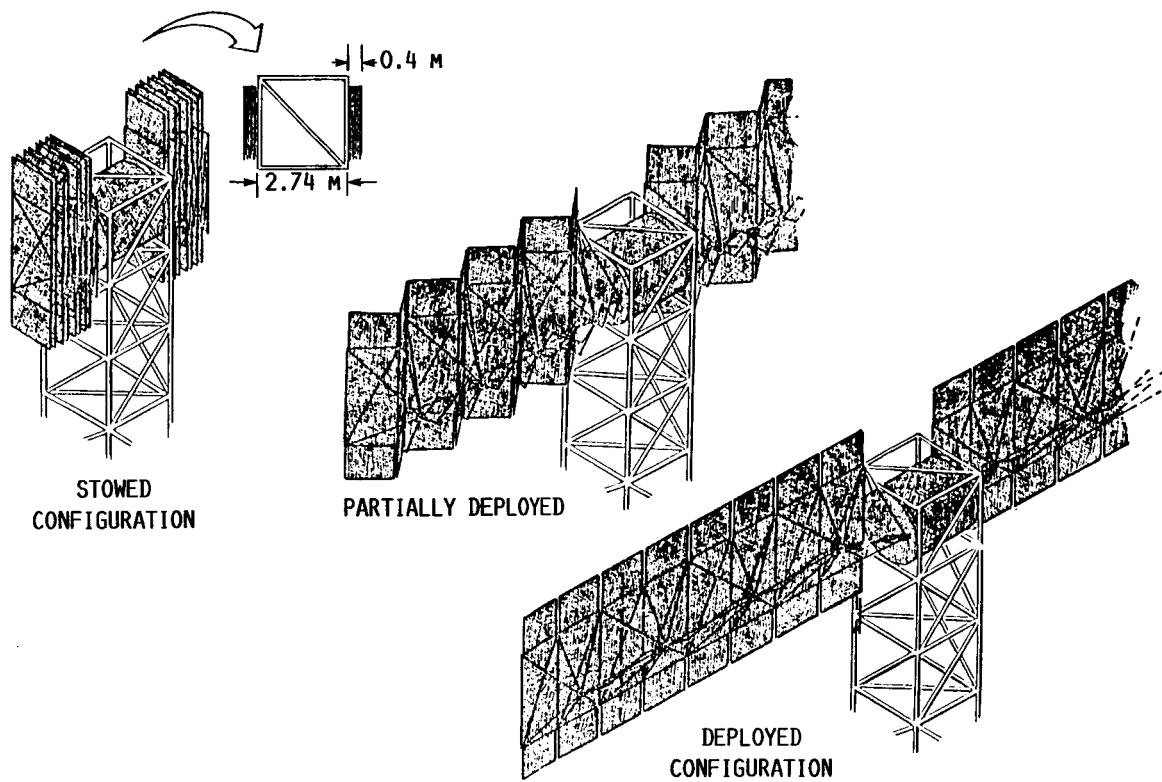 0.4 M
2.74 M
STOWED
CONFIGURATION
PARTIALLY DEPLOYED
DEPLOYED
CONFIGURATION